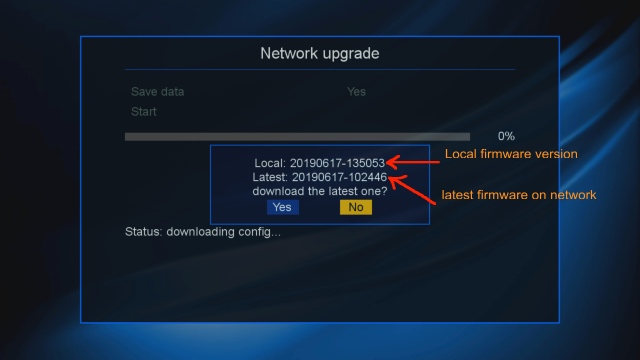 Network upgrade
Save data Yes
Start
0%
Local: 20190617-135053
Latest: 20190617-102446
download the latest one?
Yes No
Status: downloading config...
Local firmware version
latest firmware on network